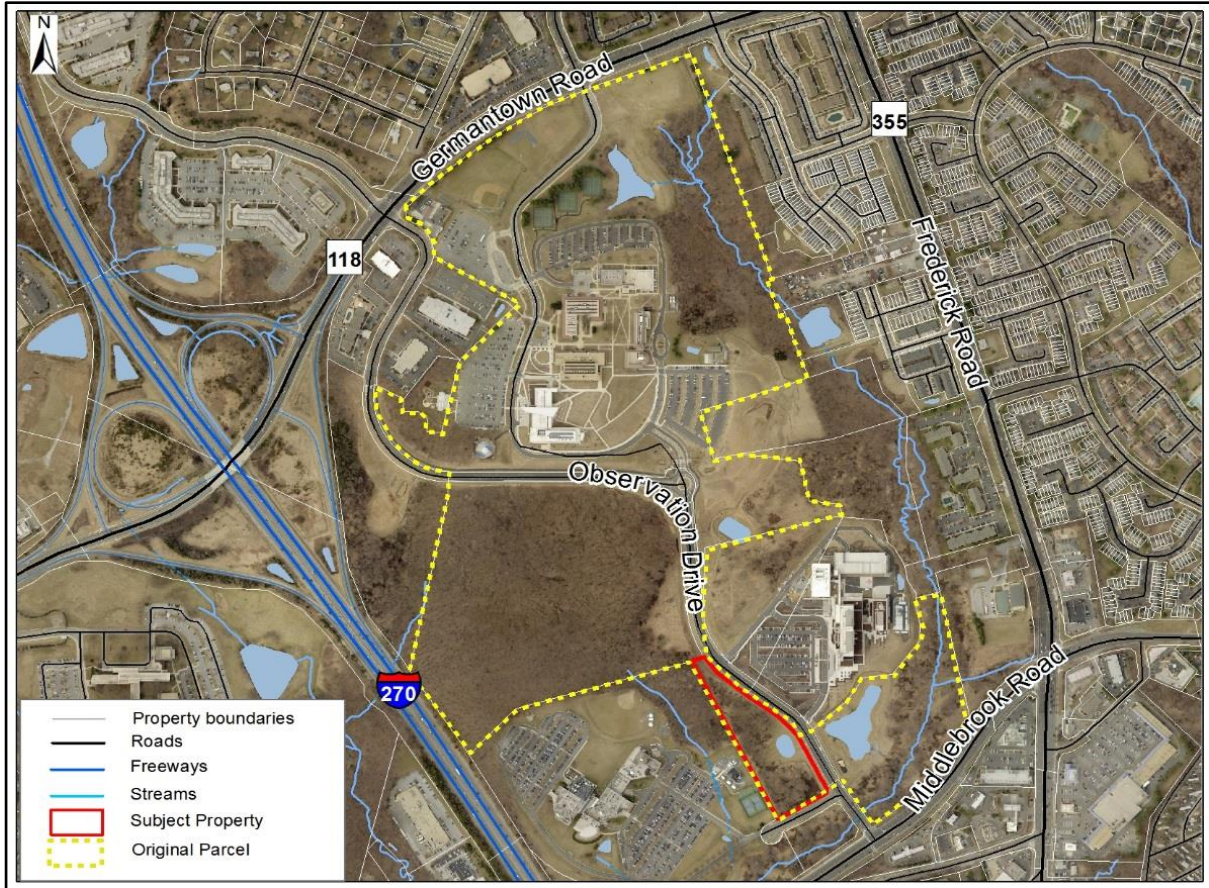 N
Germantown Road
355
118
Frederick Road
Observation Drive
270
Middlebrook Road
Property boundaries
Roads
Freeways
Streams
Subject Property
Original Parcel